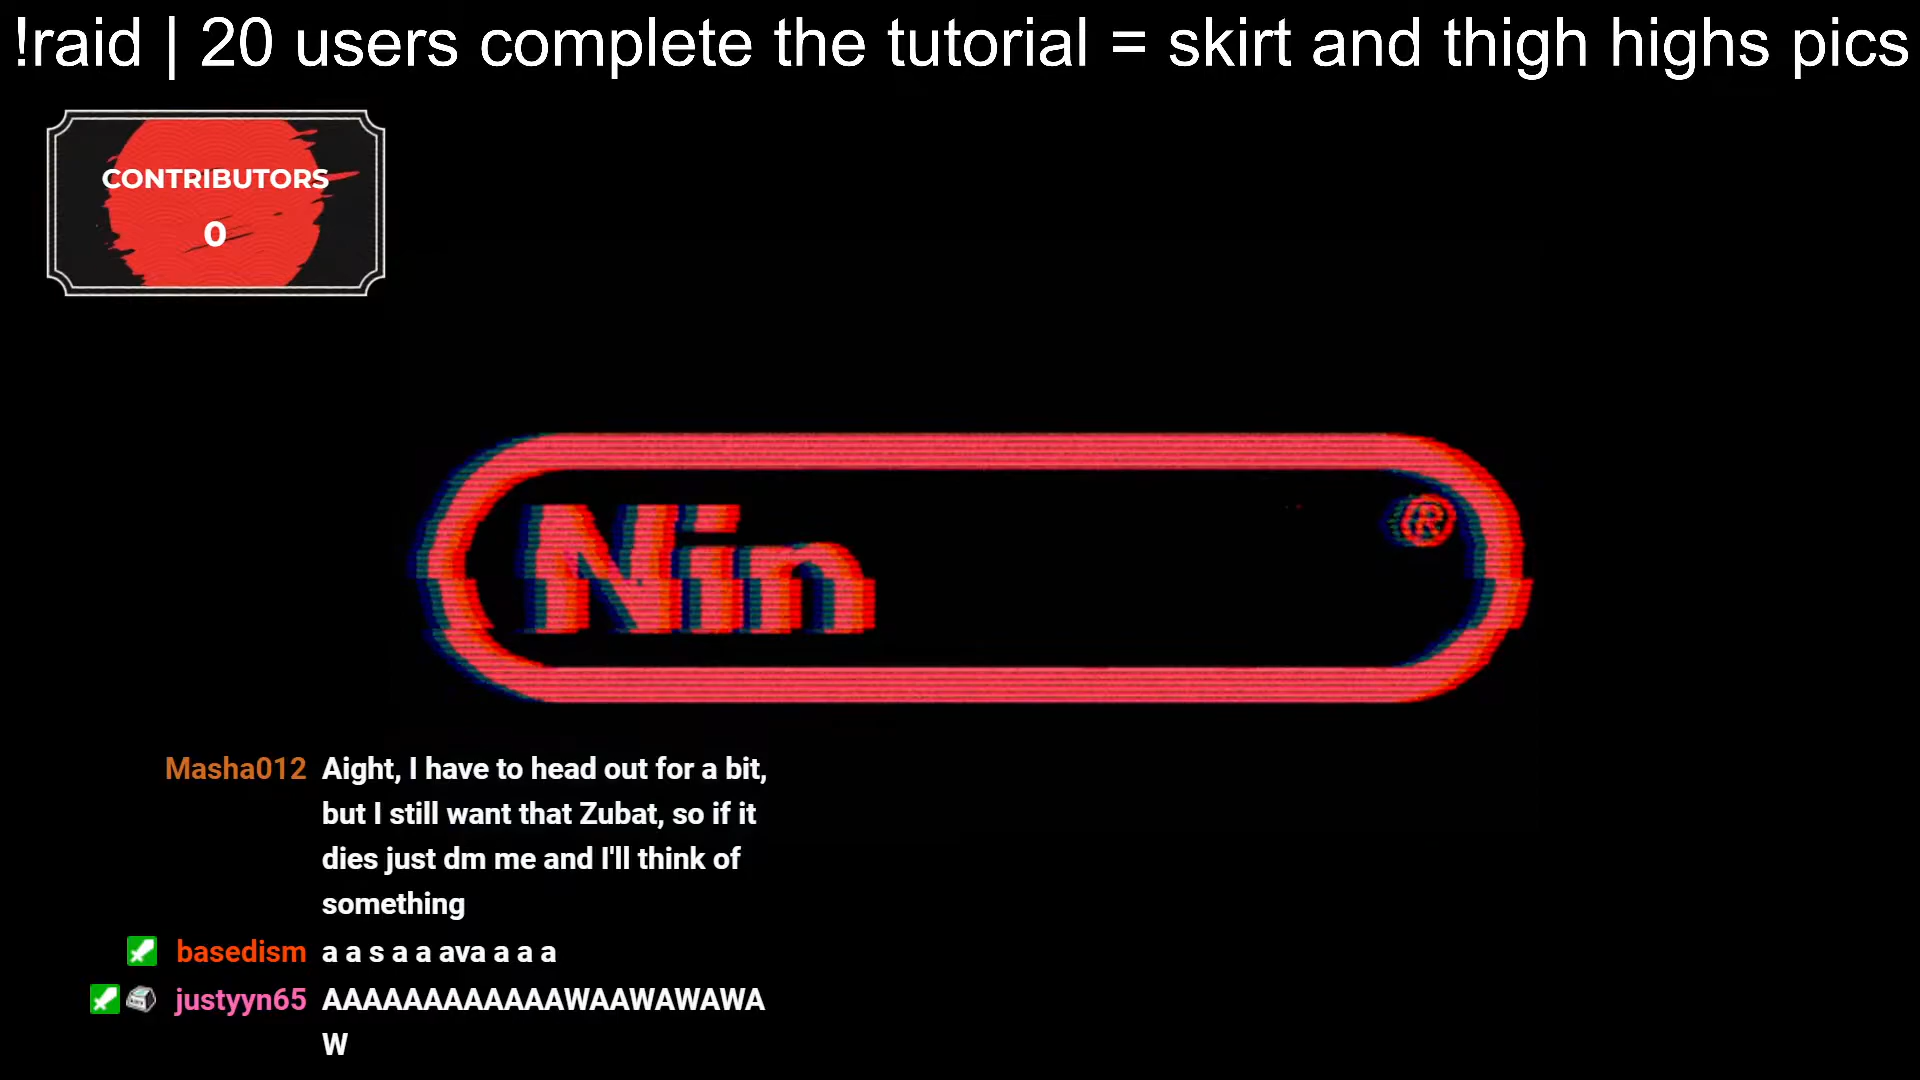 !raid | 20 users complete the tutorial = skirt and thigh highs pics
CONTRIBUTORS
0
Nin ®
Masha012 Aight, I have to head out for a bit,
but I still want that Zubat, so if it
dies just dm me and I'll think of
something
basedism a a s a a ava a a a
justyyn65 AAAAAAAAAAAAWAAWAWAWA
W